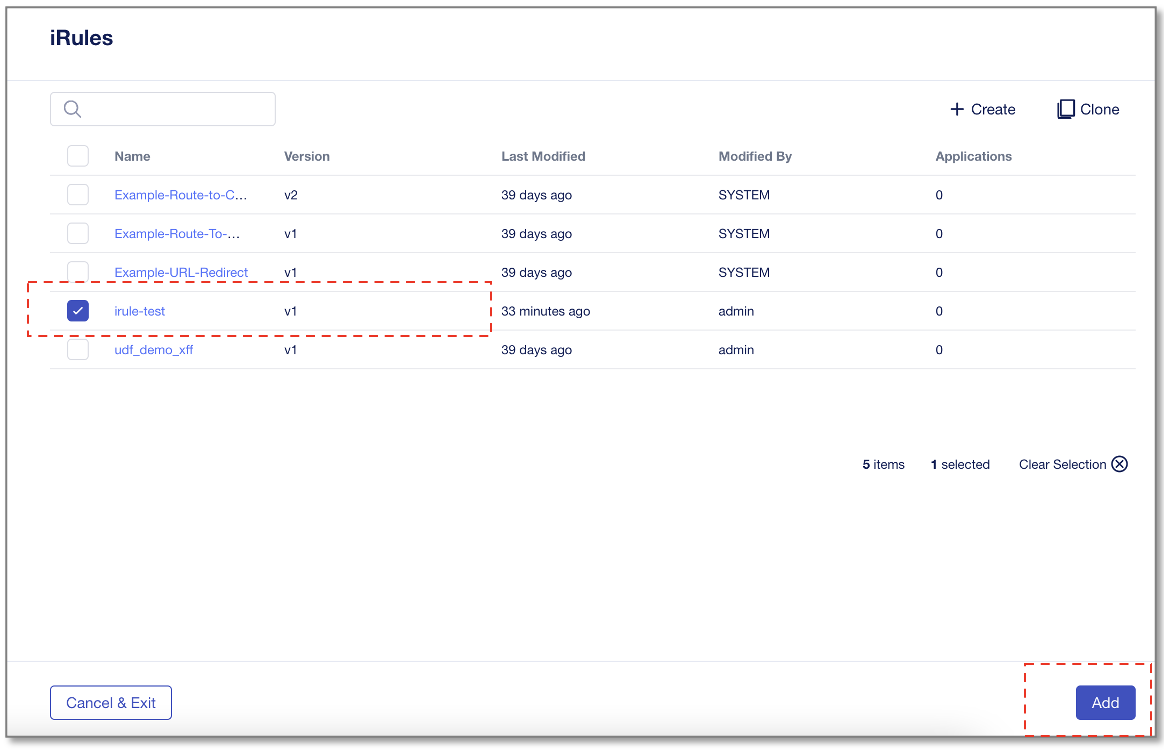 iRules
Create Clone
Name Version Last Modified Modified By Applications
Example-Route-to-C... v2 39 days ago SYSTEM 0
Example-Route-To-... v1 39 days ago SYSTEM 0
Example-URL-Redirect v1 39 days ago SYSTEM 0
irule-test v1 33 minutes ago admin 0
udf_demo_xff v1 39 days ago admin 0
5 items 1 selected Clear Selection
Cancel & Exit Add